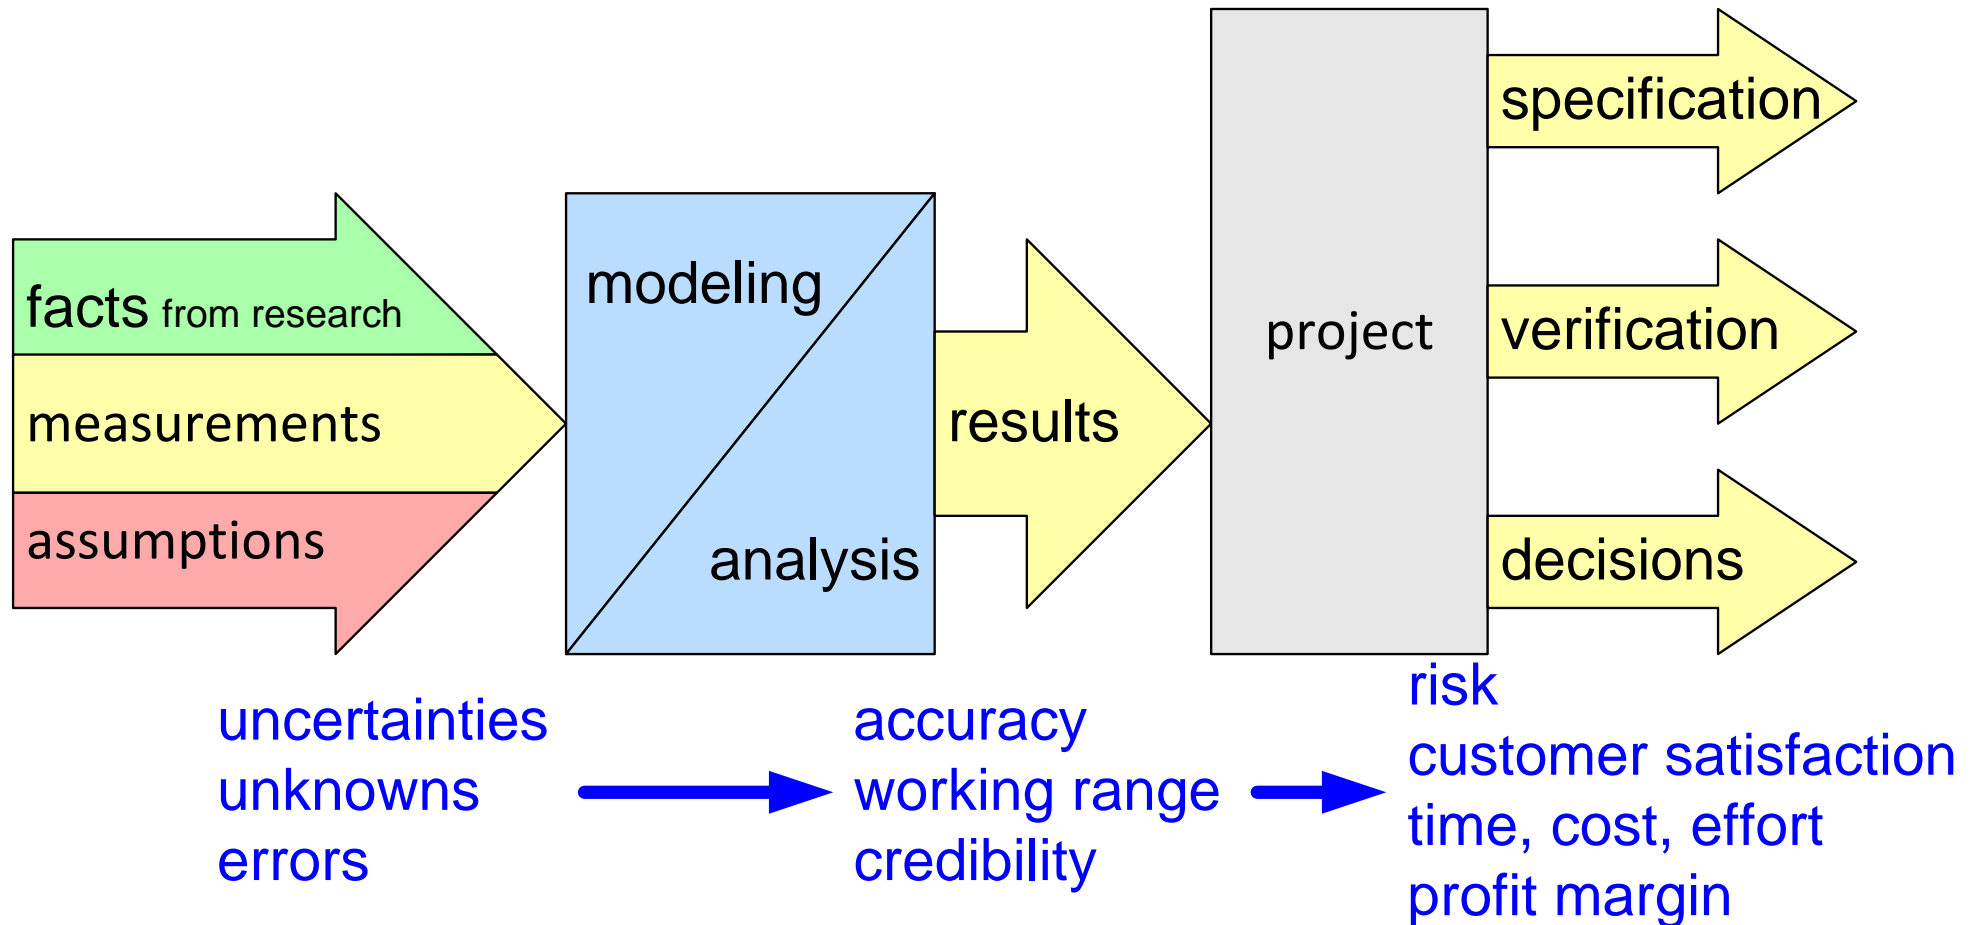 facts from research
measurements
assumptions
modeling
analysis
results
project
specification
verification
decisions
uncertainties
unknowns
errors
accuracy
working range
credibility
risk
customer satisfaction
time, cost, effort
profit margin